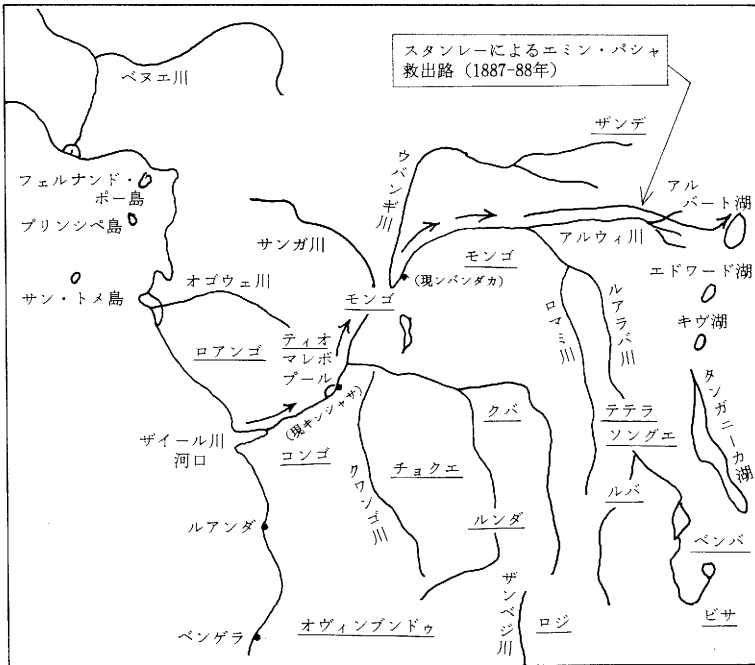 スタンレーによるエミン・パシャ
救出路 (1887-88年)
ベヌエ川
ザンデ
ウバンギ川
フェルナンド・
ポー島
アル
バート湖
プリンシペ島
サンガ川
アルウィ川
モンゴ
(現ンバンダカ)
エドワード湖
サン・トメ島
オゴウェ川
モンゴ
ロマミ川
ルアラバ川
キヴ湖
ロアンゴ
ティオ
マレボ
プール
タンガニーカ湖
(現キンシャサ)
クバ
テテラ
ソングエ
ザイール川
河口
コンゴ
クワンゴ川
チョクエ
ルバ
ルアンダ
ルンダ
ベンバ
ザンベジ川
ビサ
ベンゲラ
オヴィンブンドゥ
ロジ